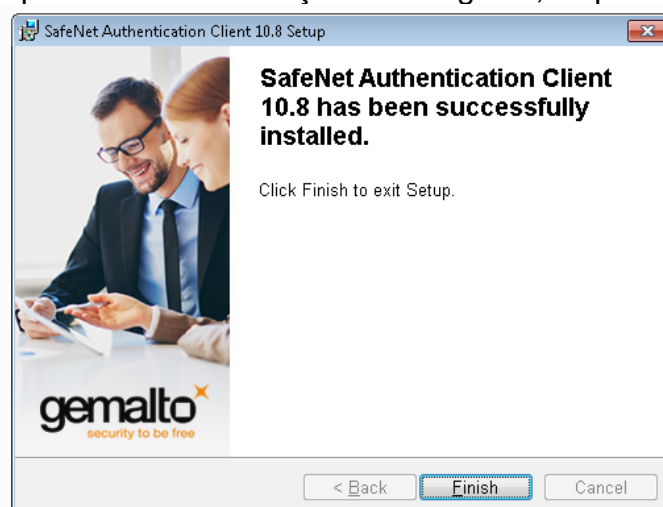 SafeNet Authentication Client 10.8 Setup
SafeNet Authentication Client
10.8 has been successfully
installed.
Click Finish to exit Setup.
gemalto
security to be free
< Back
Finish
Cancel